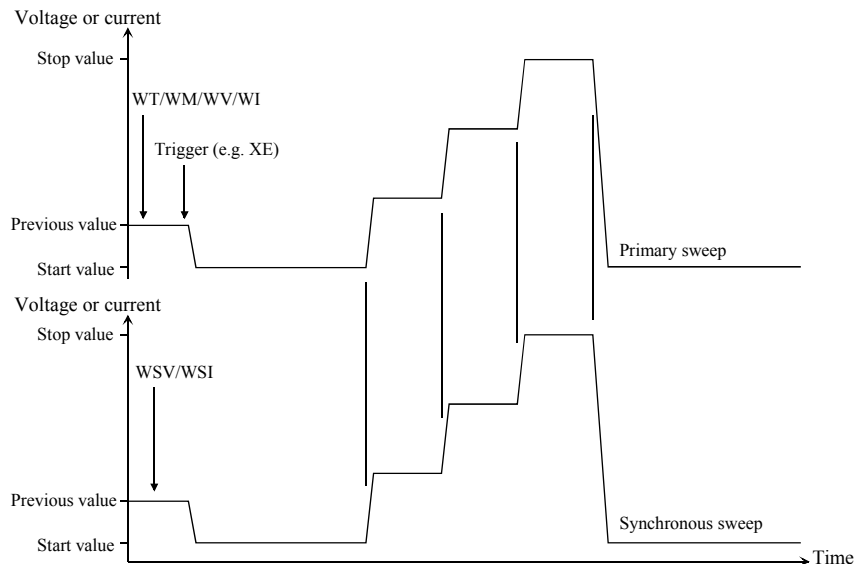 Voltage or current
Stop value
WT/WM/WV/WI
Trigger (e.g. XE)
Previous value
Primary sweep
Start value
Voltage or current
Stop value
WSV/WSI
Previous value
Synchronous sweep
Start value
Time